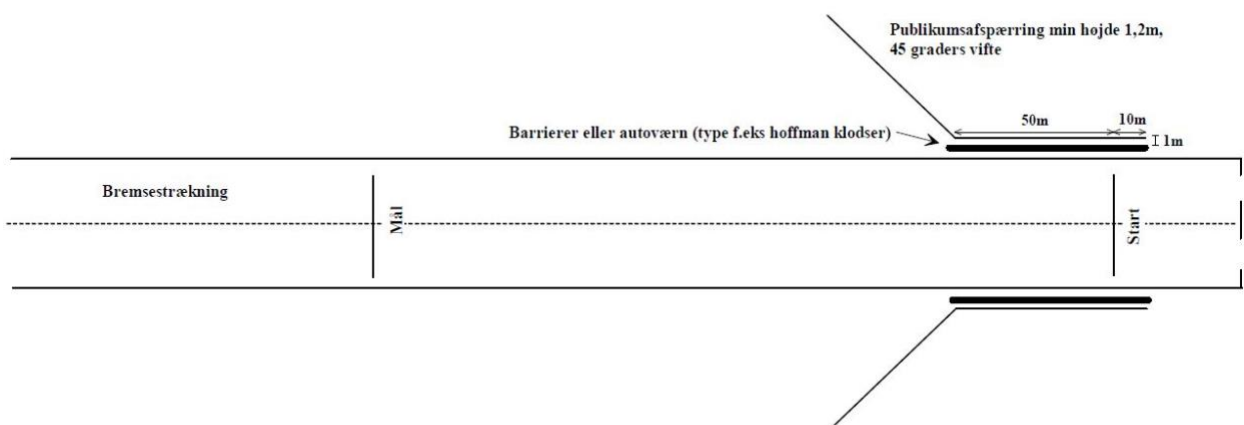 Publikumsafspærring min højde 1,2m,
45 graders vifte
50m
10m
Barrierer eller autoværn (type f.eks hoffman klodser)
1m
Bremsestrækning
Mål
Start